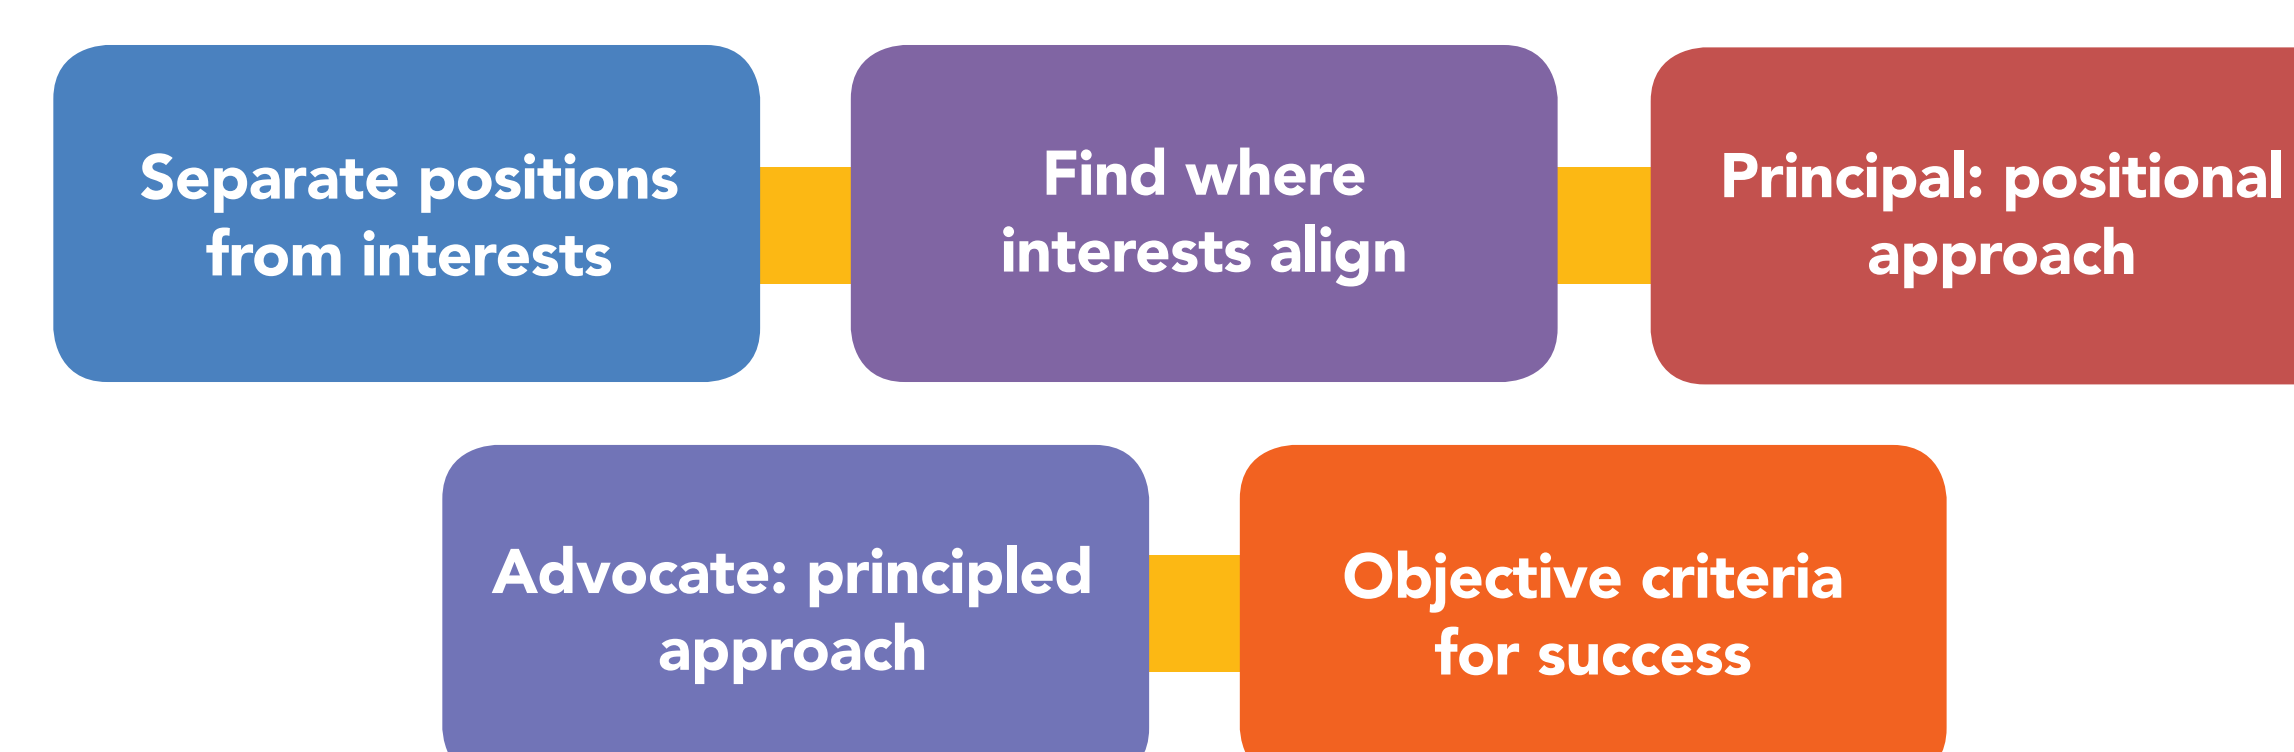 Separate positions
from interests
Find where
interests align
Principal: positional
approach
Advocate: principled
approach
Objective criteria
for success